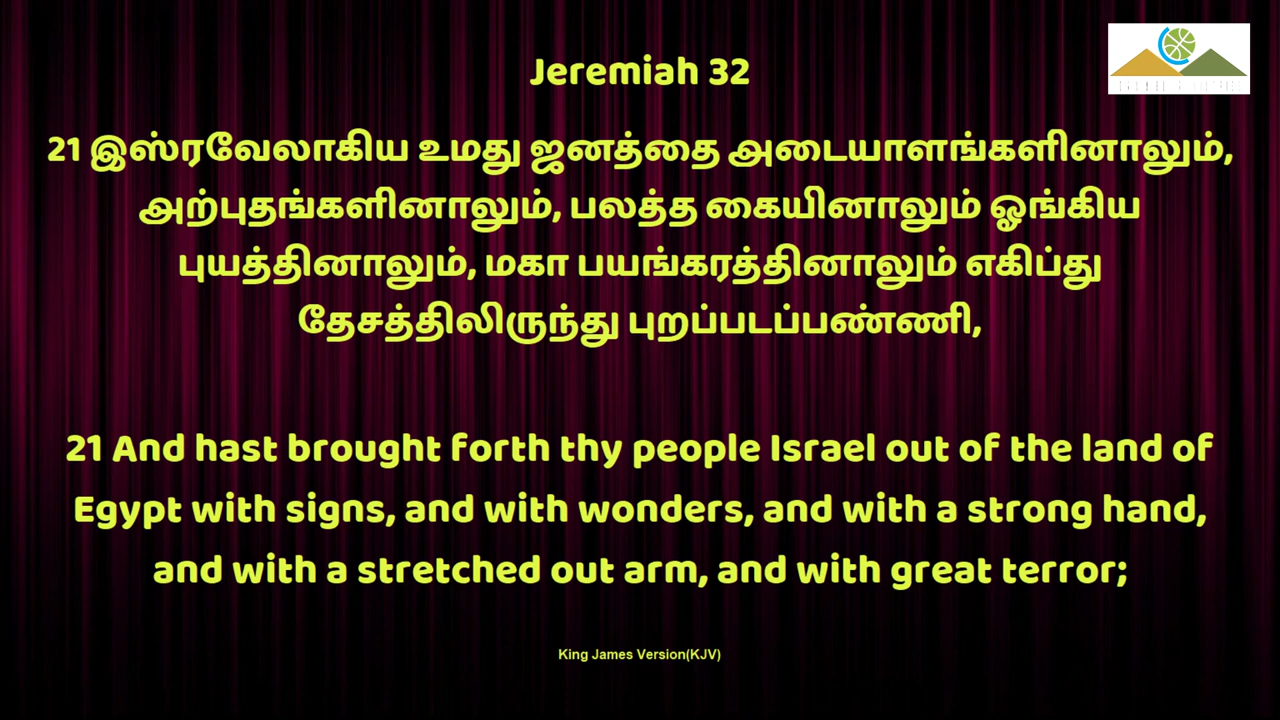 Jeremiah 32
21 இஸ்ரவேலாகிய உமது ஜனத்தை அடையாளங்களினாலும்,
அற்புதங்களினாலும், பலத்த கையினாலும் ஓங்கிய
புயத்தினாலும், மகா பயங்கரத்தினாலும் எகிப்து
தேசத்திலிருந்து புறப்படப்பண்ணி,
21 And hast brought forth thy people Israel out of the land of
Egypt with signs, and with wonders, and with a strong hand,
and with a stretched out arm, and with great terror;
King James Version(KJV)